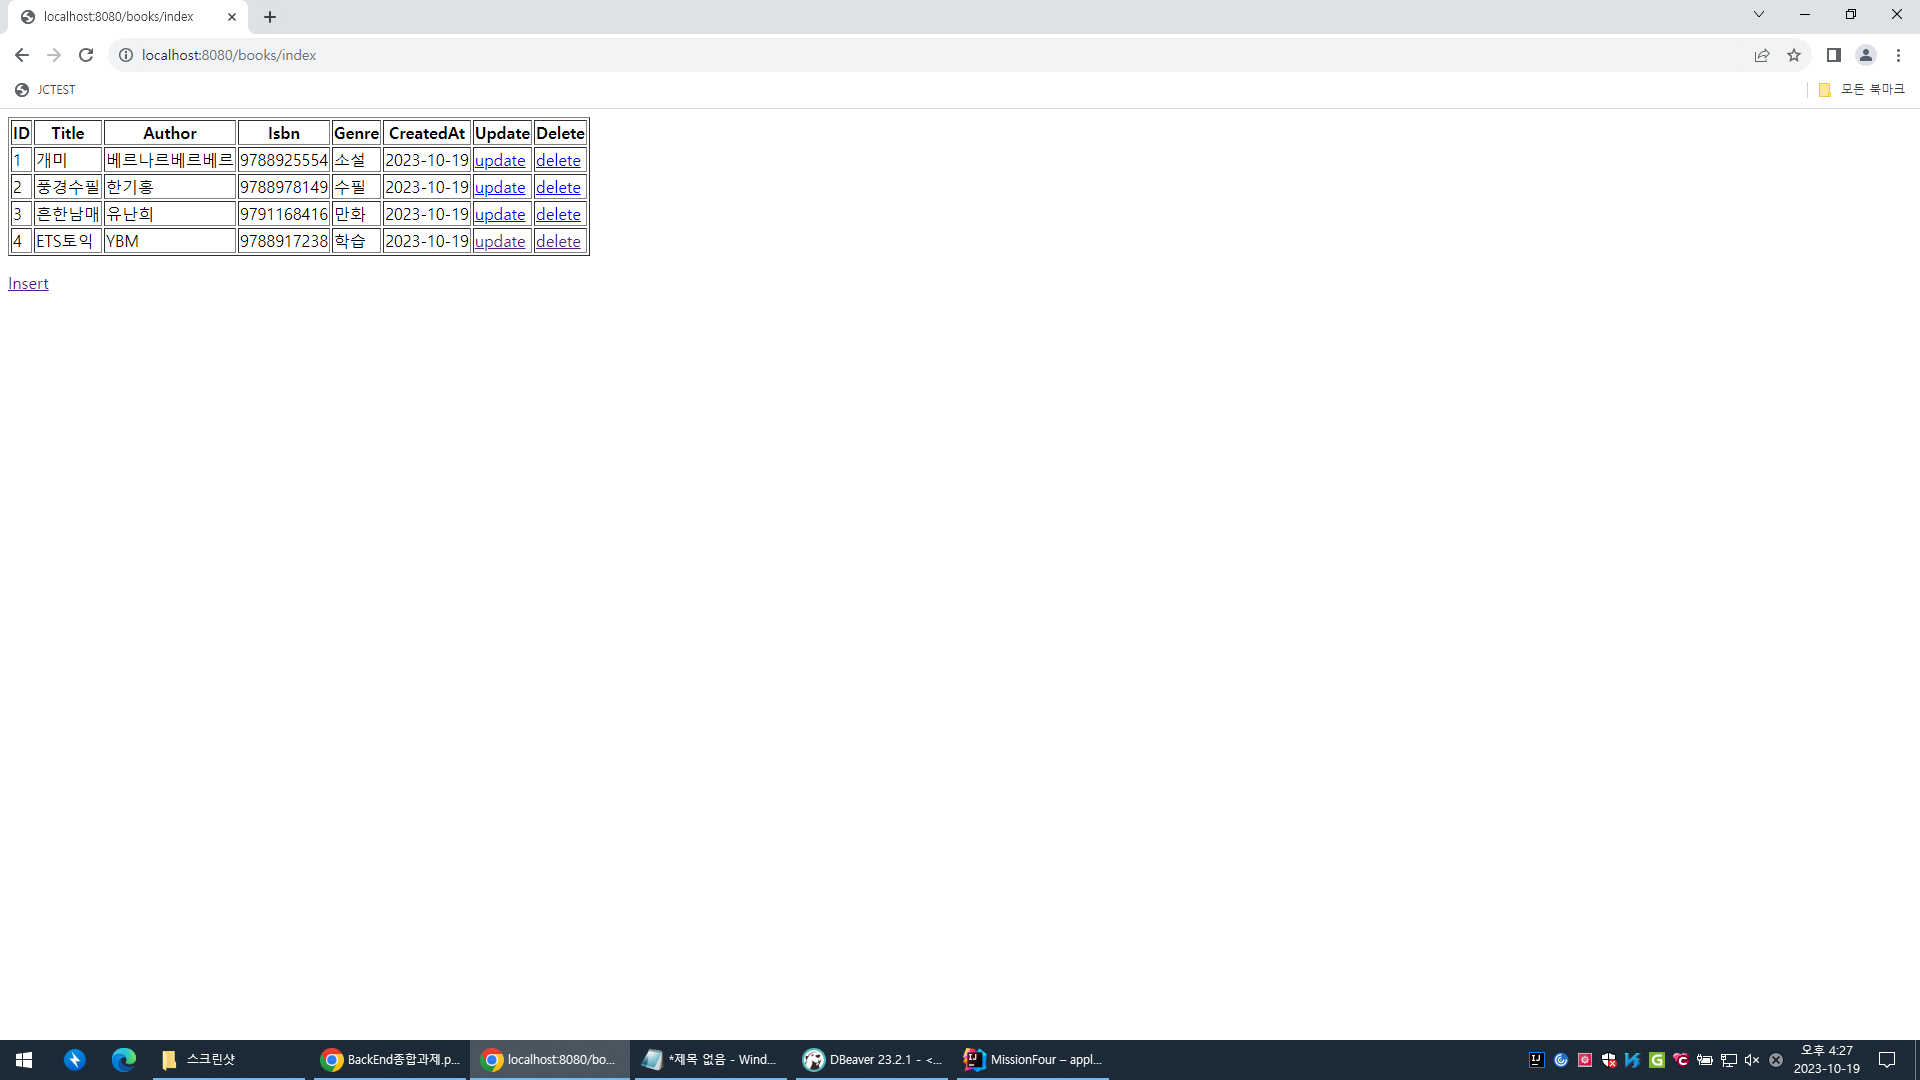 localhost:8080/books/index
localhost:8080/books/index
JCTEST
모든 북마크
ID Title Author Isbn Genre CreatedAt Update Delete
1 개미 베르나르베르베르 9788925554 소설 2023-10-19 update delete
2 풍경수필 한기홍 9788978149 수필 2023-10-19 update delete
3 흔한남매 유난희 9791168416 만화 2023-10-19 update delete
4 ETS토익 YBM 9788917238 학습 2023-10-19 update delete
Insert
스크린샷 BackEnd종합과제.p... localhost:8080/bo... *제목 없음 - Wind... DBeaver 23.2.1 - <... MissionFour – appl...
오후 4:27
2023-10-19